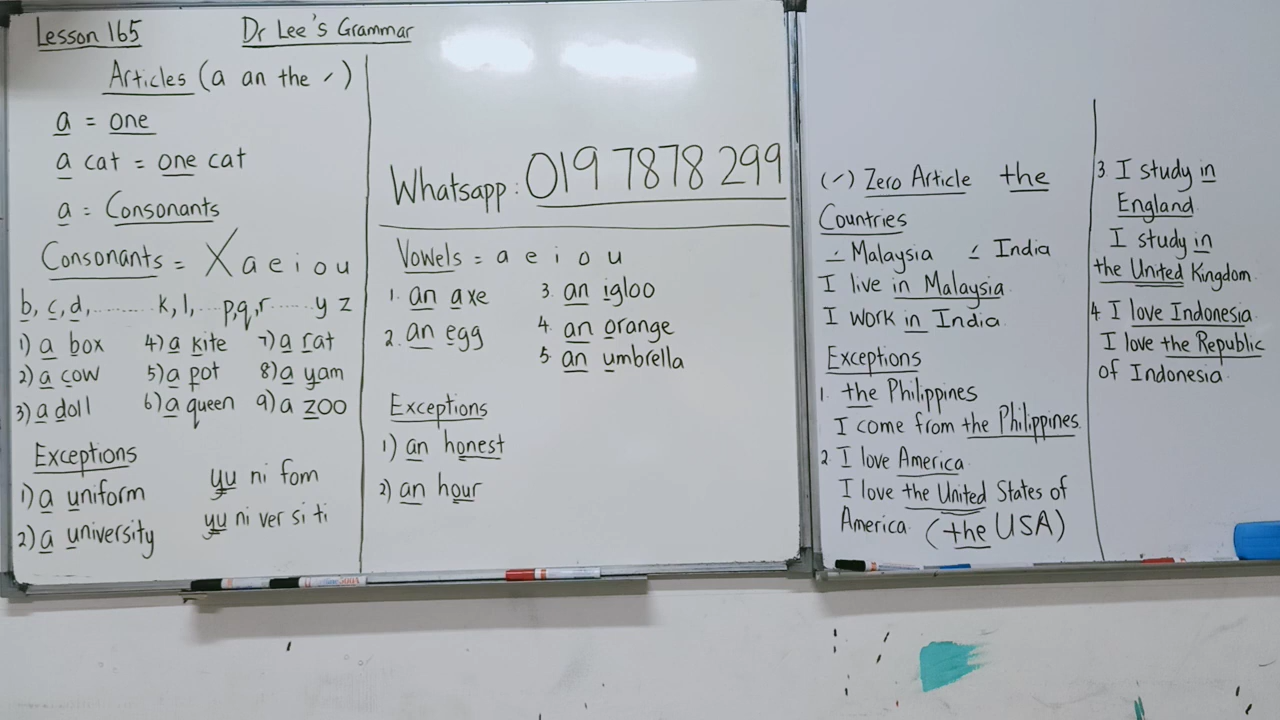 Lesson 165 Dr Lee's Grammar
Articles (a an the ✓)
a = one
a cat = one cat
a = Consonants
Consonants = X a e i o u
b, c, d, ......... k, l, ... p,q,r ...... y z
1) a box 4) a kite 7) a rat
2) a cow 5) a pot 8) a yam
3) a doll 6) a queen 9) a zoo
Exceptions
1) a uniform yu ni fom
2) a university yu ni ver si ti
Whatsapp : 019 7878 299
Vowels = a e i o u
1. an axe 3. an igloo
2. an egg 4. an orange
5. an umbrella
Exceptions
1) an honest
2) an hour
(✓) Zero Article the
Countries
✓ Malaysia ✓ India
I live in Malaysia
I work in India
Exceptions
1. the Philippines
I come from the Philippines.
2 I love America.
I love the United States of
America. (the USA)
3 I study in
England.
I study in
the United Kingdom.
4 I love Indonesia.
I love the Republic
of Indonesia.